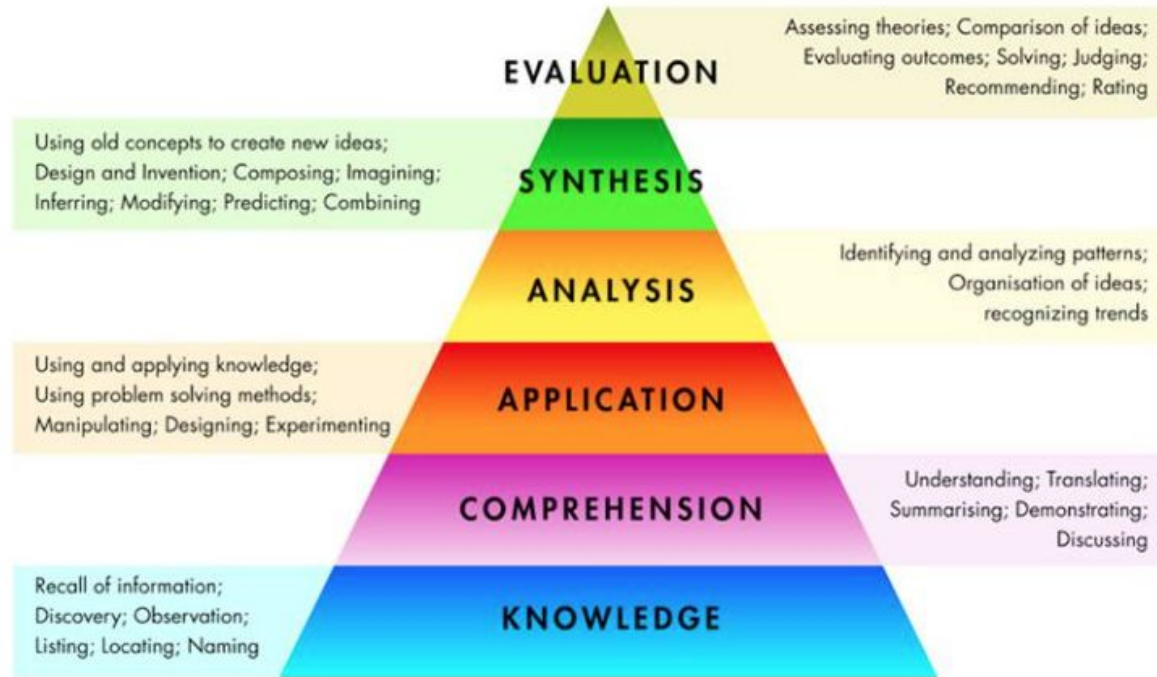 EVALUATION
Assessing theories; Comparison of ideas;
Evaluating outcomes; Solving; Judging;
Recommending; Rating
Using old concepts to create new ideas;
Design and Invention; Composing; Imagining;
Inferring; Modifying; Predicting; Combining
SYNTHESIS
ANALYSIS
Identifying and analyzing patterns;
Organisation of ideas;
recognizing trends
Using and applying knowledge;
Using problem solving methods;
Manipulating; Designing; Experimenting
APPLICATION
COMPREHENSION
Understanding; Translating;
Summarising; Demonstrating;
Discussing
Recall of information;
Discovery; Observation;
Listing; Locating; Naming
KNOWLEDGE